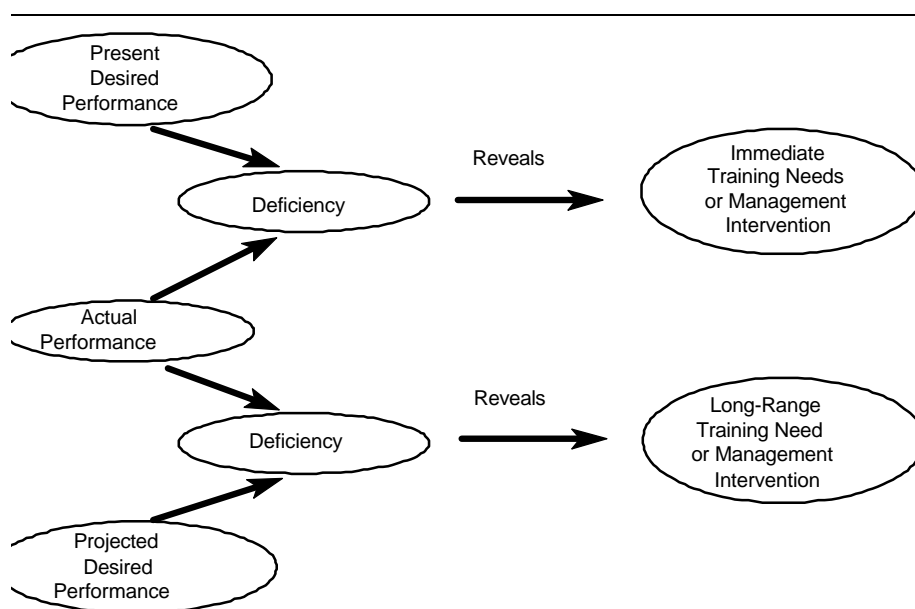 Present
Desired
Performance
Deficiency
Reveals
Immediate
Training Needs
or Management
Intervention
Actual
Performance
Deficiency
Reveals
Long-Range
Training Need
or Management
Intervention
Projected
Desired
Performance